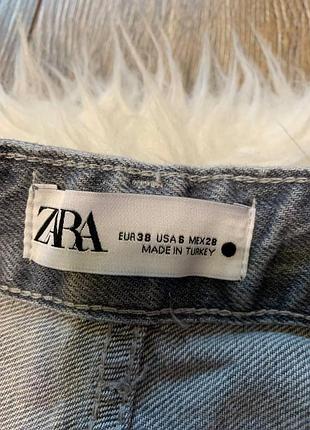 ZARA
EUR 38 USA 6 MEX 28
MADE IN TURKEY